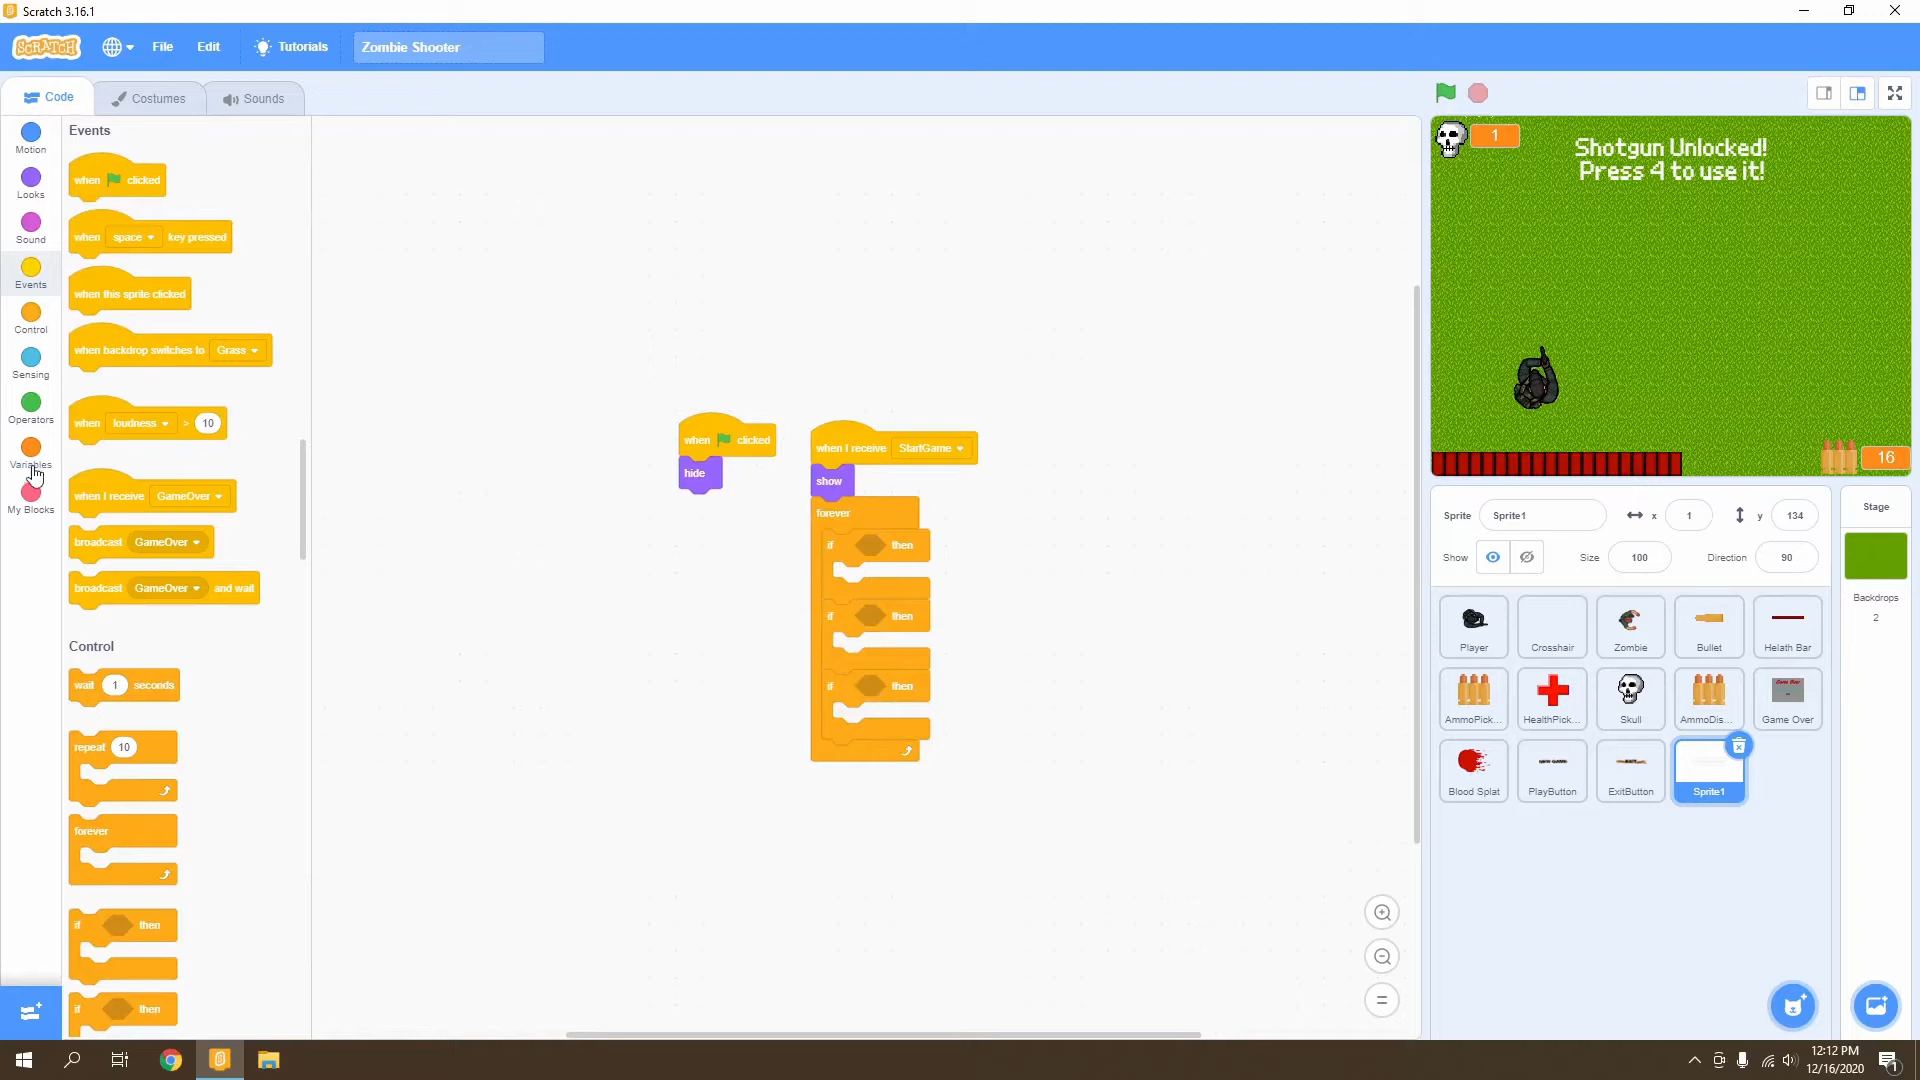 Scratch 3.16.1
SCRATCH
File
Edit
Tutorials
Zombie Shooter
Code
Costumes
Sounds
Motion
Looks
Sound
Events
Control
Sensing
Operators
Variables
My Blocks
Events
when clicked
when space key pressed
when this sprite clicked
when backdrop switches to Grass
when loudness > 10
when I receive GameOver
broadcast GameOver
broadcast GameOver and wait
Control
wait 1 seconds
repeat 10
forever
if then
if then
when clicked
hide
when I receive StartGame
show
forever
if then
if then
if then
1
Shotgun Unlocked!
Press 4 to use it!
16
Sprite
Sprite1
x
1
y
134
Show
Size
100
Direction
90
Player
Crosshair
Zombie
Bullet
Helath Bar
AmmoPick...
HealthPick...
Skull
AmmoDis...
Game Over
Blood Splat
PlayButton
ExitButton
Sprite1
Stage
Backdrops
2
12:12 PM
12/16/2020
1